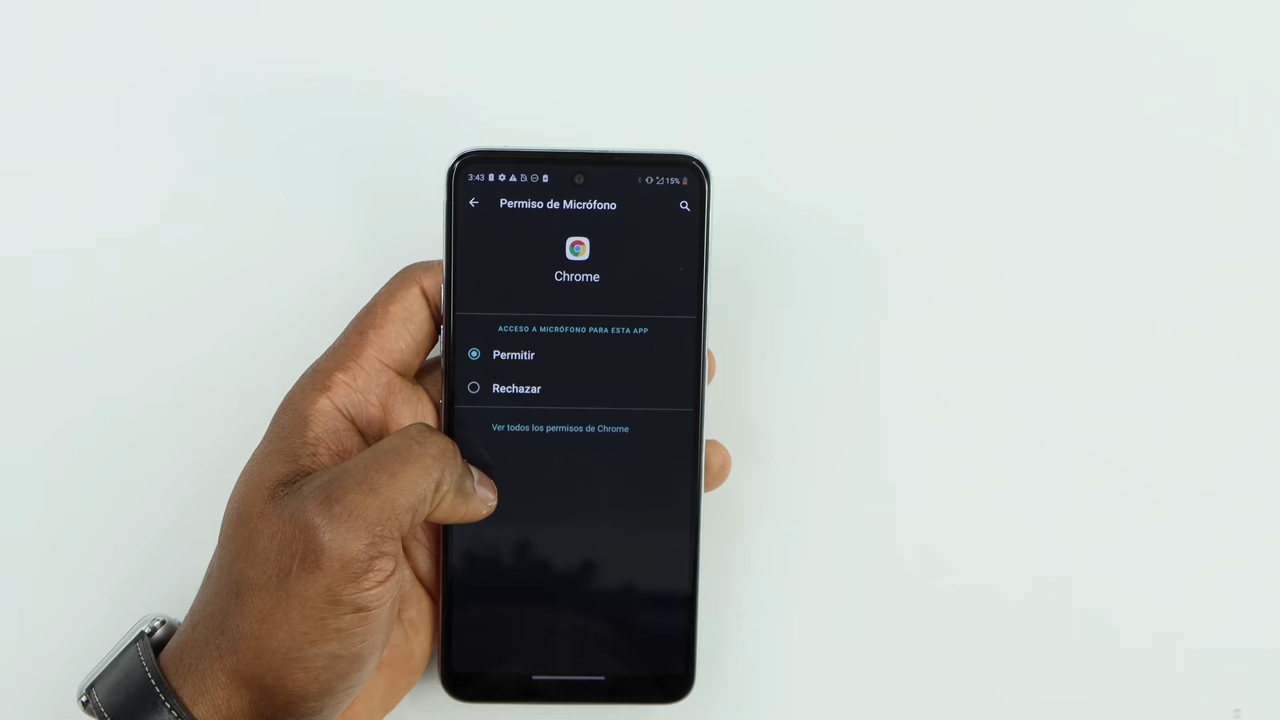 3:43 15%
Permiso de Micrófono
Chrome
ACCESO A MICRÓFONO PARA ESTA APP
Permitir
Rechazar
Ver todos los permisos de Chrome